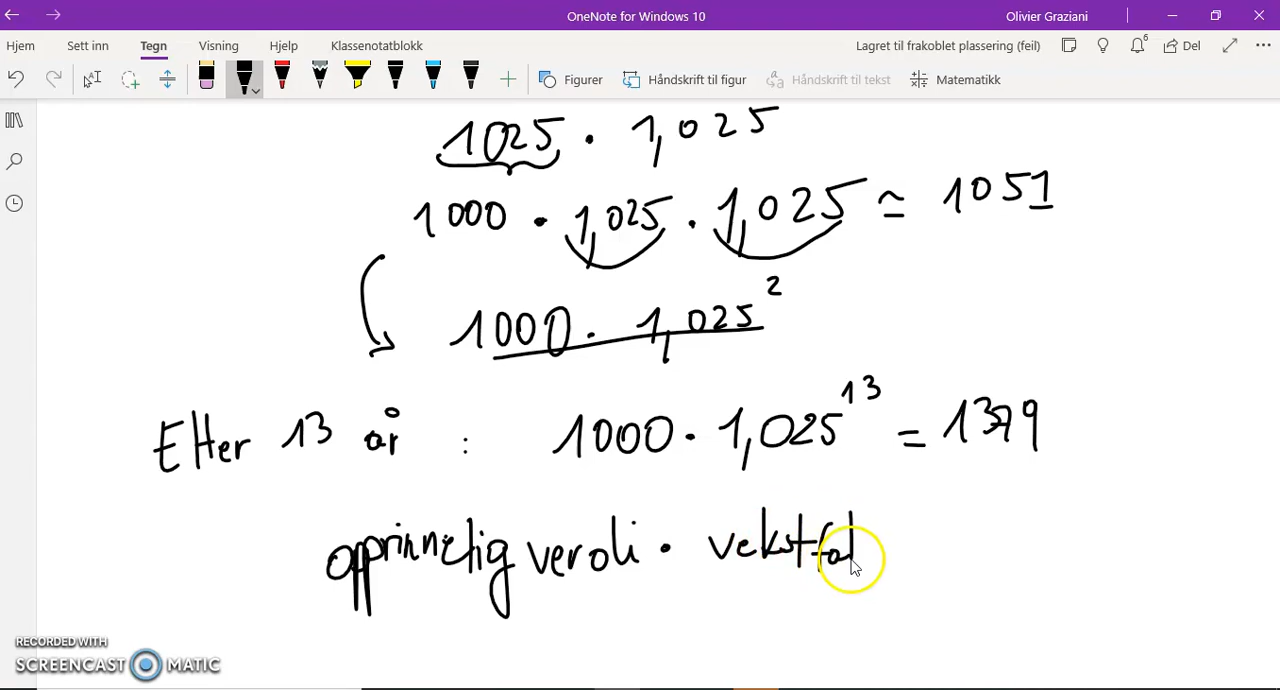 OneNote for Windows 10
Olivier Graziani
Hjem Sett inn Tegn Visning Hjelp Klassenotatblokk
Lagret til frakoblet plassering (feil) 6 Del
Figurer Håndskrift til figur Håndskrift til tekst Matematikk
1025 · 1,025
1000 · 1,025 · 1,025 ≃ 1051
1000 · 1,025²
Etter 13 år : 1000 · 1,025¹³ = 1379
opprinnelig verdi · vekstfak
RECORDED WITH
SCREENCAST MATIC